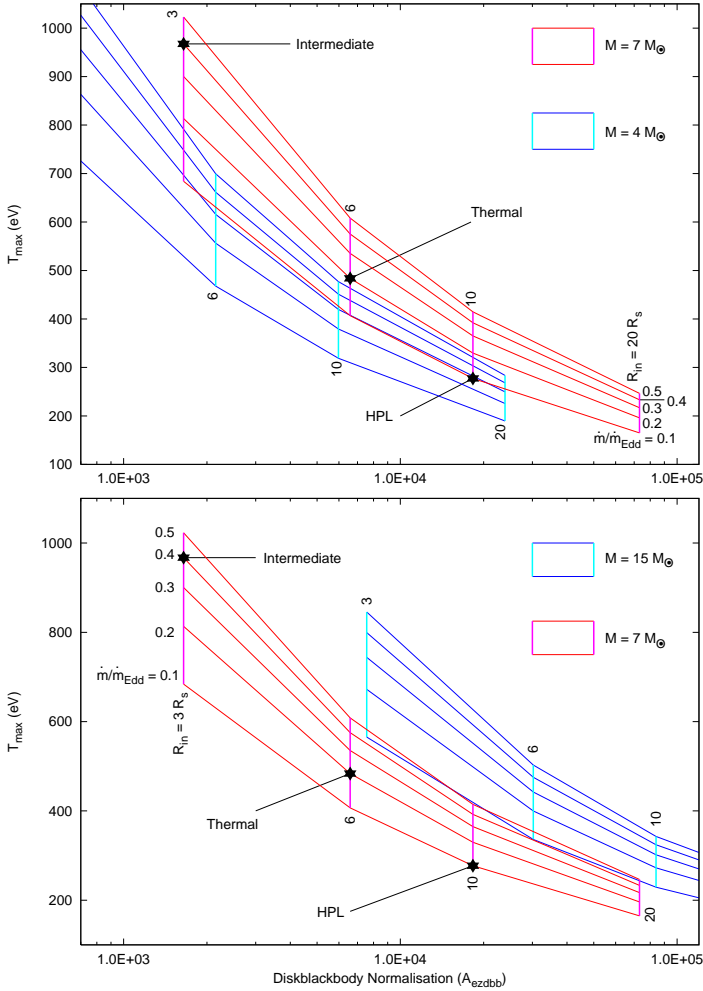 1000
900
800
700
600
500
400
300
200
100
T_max (eV)
3
Intermediate
M = 7 M_⊙
M = 4 M_⊙
6
Thermal
6
10
10
HPL
20
R_in = 20 R_s
0.5
0.4
0.3
0.2
ṁ/ṁ_Edd = 0.1
1.0E+03
1.0E+04
1.0E+05
1000
800
600
400
200
T_max (eV)
0.5
0.4
Intermediate
0.3
0.2
ṁ/ṁ_Edd = 0.1
R_in = 3 R_s
M = 15 M_⊙
M = 7 M_⊙
3
6
10
Thermal
6
HPL
10
20
1.0E+03
1.0E+04
1.0E+05
Diskblackbody Normalisation (A_ezdbb)